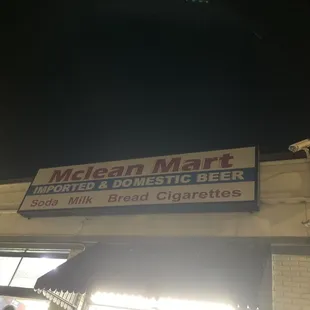 Mclean Mart
IMPORTED & DOMESTIC BEER
Soda Milk Bread Cigarettes